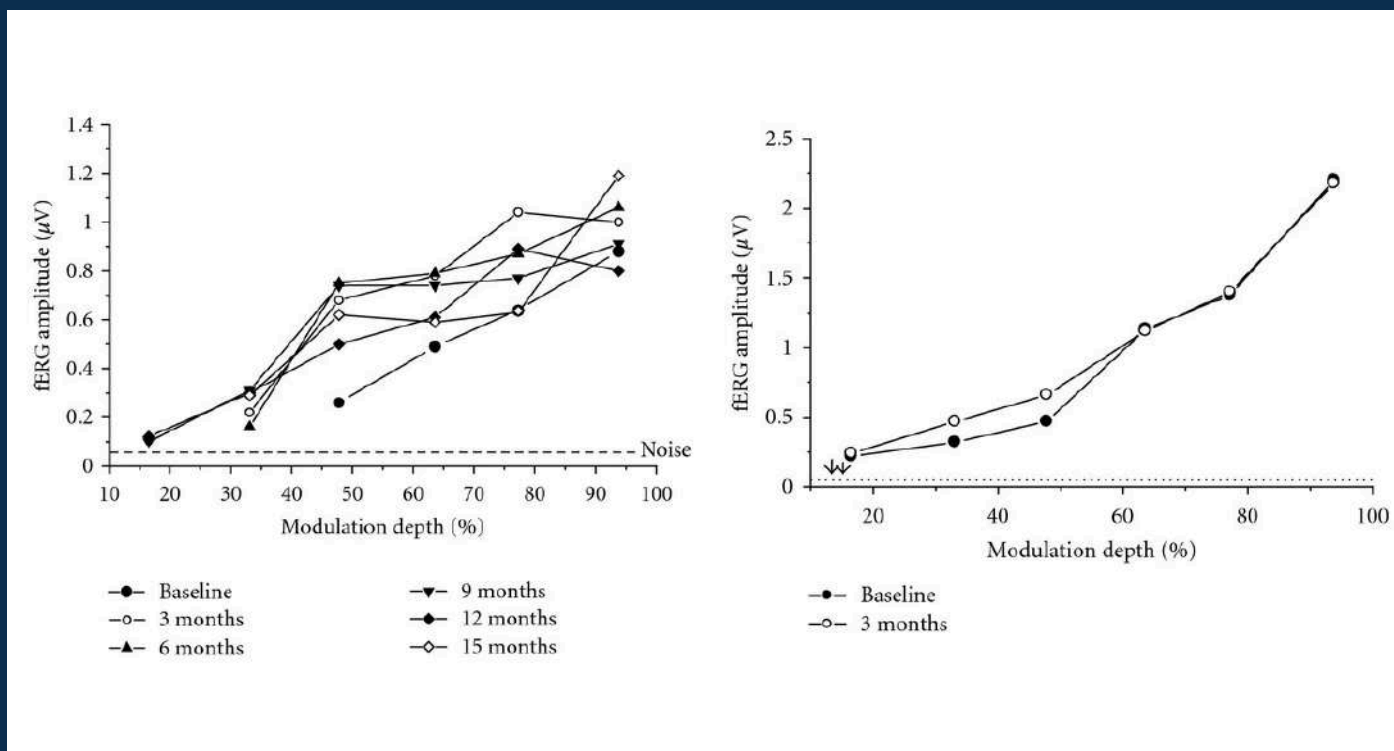 1.4
1.2
1
0.8
0.6
0.4
0.2
0
fERG amplitude (μV)
Noise
10 20 30 40 50 60 70 80 90 100
Modulation depth (%)
Baseline
3 months
6 months
9 months
12 months
15 months
2.5
2
1.5
1
0.5
0
fERG amplitude (μV)
20 40 60 80 100
Modulation depth (%)
Baseline
3 months